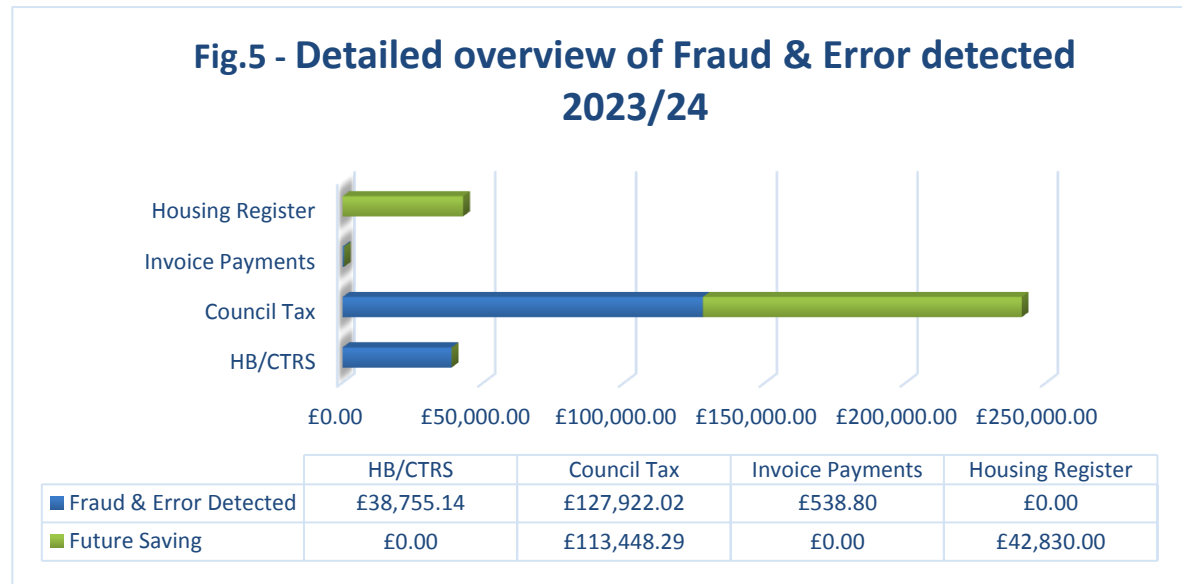 Fig.5 - Detailed overview of Fraud & Error detected
2023/24
Housing Register
Invoice Payments
Council Tax
HB/CTRS
£0.00 £50,000.00 £100,000.00 £150,000.00 £200,000.00 £250,000.00
HB/CTRS Council Tax Invoice Payments Housing Register
Fraud & Error Detected £38,755.14 £127,922.02 £538.80 £0.00
Future Saving £0.00 £113,448.29 £0.00 £42,830.00